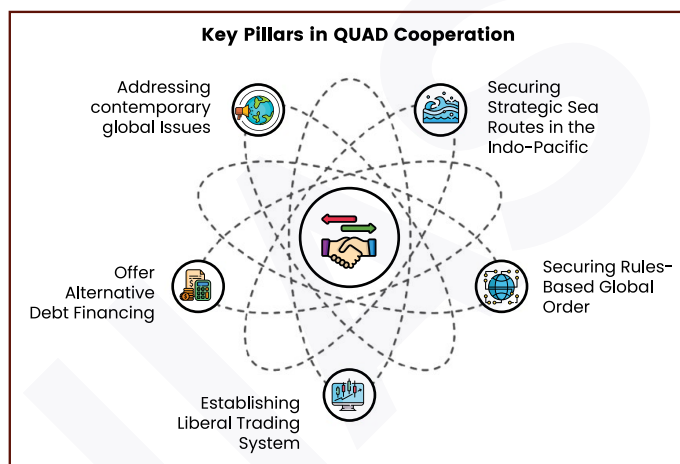 Key Pillars in QUAD Cooperation
Addressing
contemporary
global Issues
Securing
Strategic Sea
Routes in the
Indo-Pacific
Offer
Alternative
Debt Financing
Securing Rules-
Based Global
Order
Establishing
Liberal Trading
System